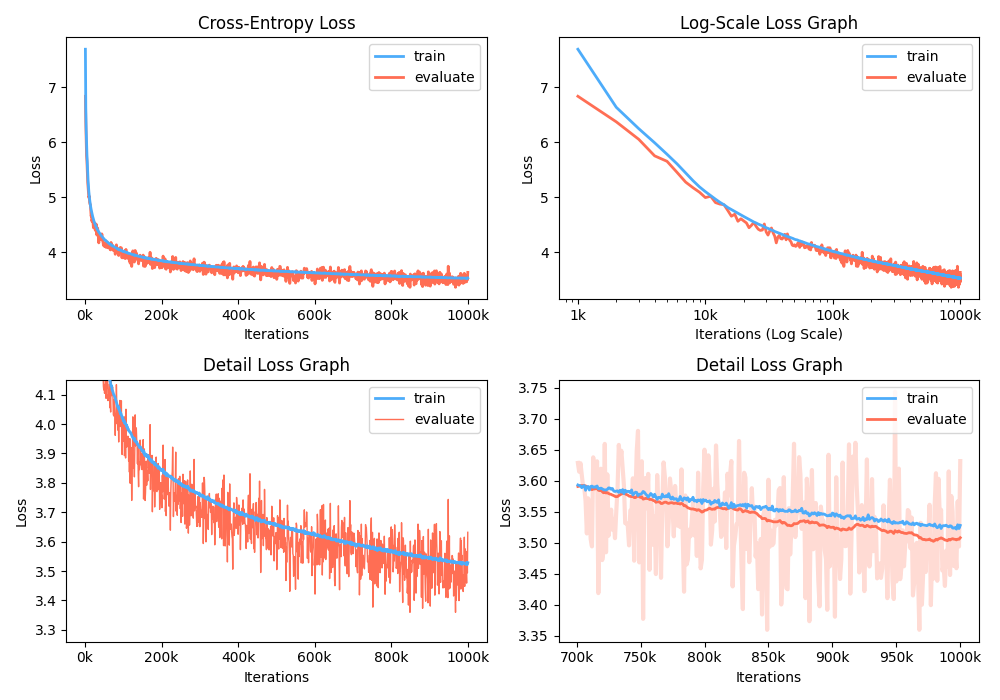 Cross-Entropy Loss
train
evaluate
7
6
5
4
Loss
0k 200k 400k 600k 800k 1000k
Iterations
Log-Scale Loss Graph
train
evaluate
7
6
5
4
Loss
1k 10k 100k 1000k
Iterations (Log Scale)
Detail Loss Graph
train
evaluate
4.1
4.0
3.9
3.8
3.7
3.6
3.5
3.4
3.3
Loss
0k 200k 400k 600k 800k 1000k
Iterations
Detail Loss Graph
train
evaluate
3.75
3.70
3.65
3.60
3.55
3.50
3.45
3.40
3.35
Loss
700k 750k 800k 850k 900k 950k 1000k
Iterations